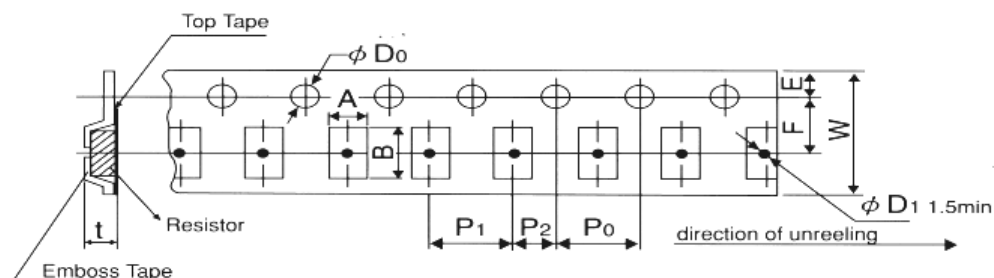 Top Tape
φ D0
E
A
F
W
B
φ D1 1.5min
P1
P2
P0
Resistor
t
direction of unreeling
Emboss Tape